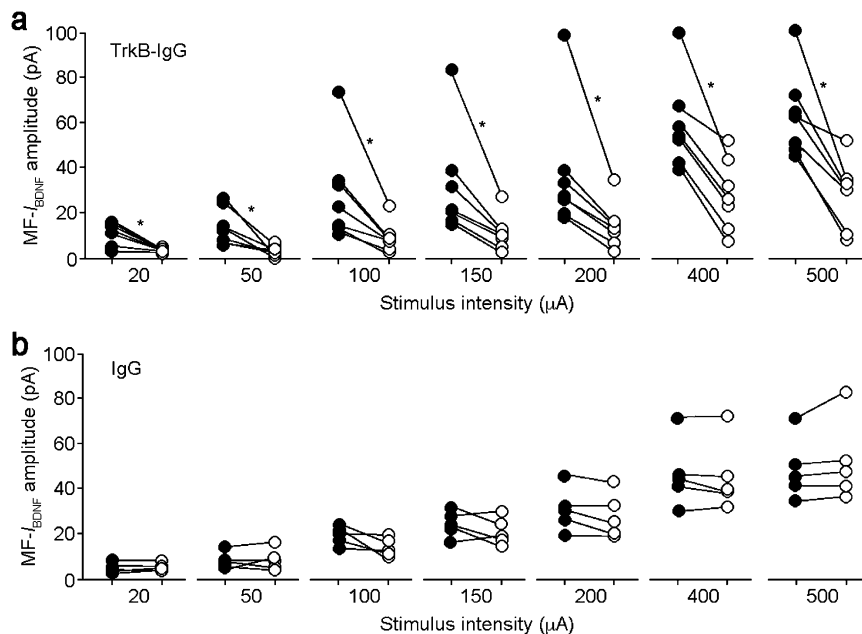 a
TrkB-IgG
MF-I BDNF amplitude (pA)
100
80
60
40
20
0
* * * * * * *
20 50 100 150 200 400 500
Stimulus intensity (μA)
b
IgG
MF-I BDNF amplitude (pA)
100
80
60
40
20
0
20 50 100 150 200 400 500
Stimulus intensity (μA)